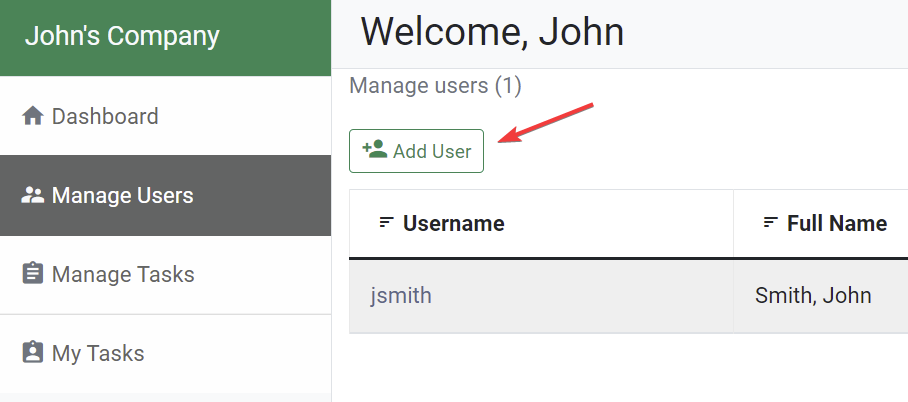 John's Company
Welcome, John
Dashboard
Manage Users
Manage Tasks
My Tasks
Manage users (1)
Add User
Username
Full Name
jsmith
Smith, John